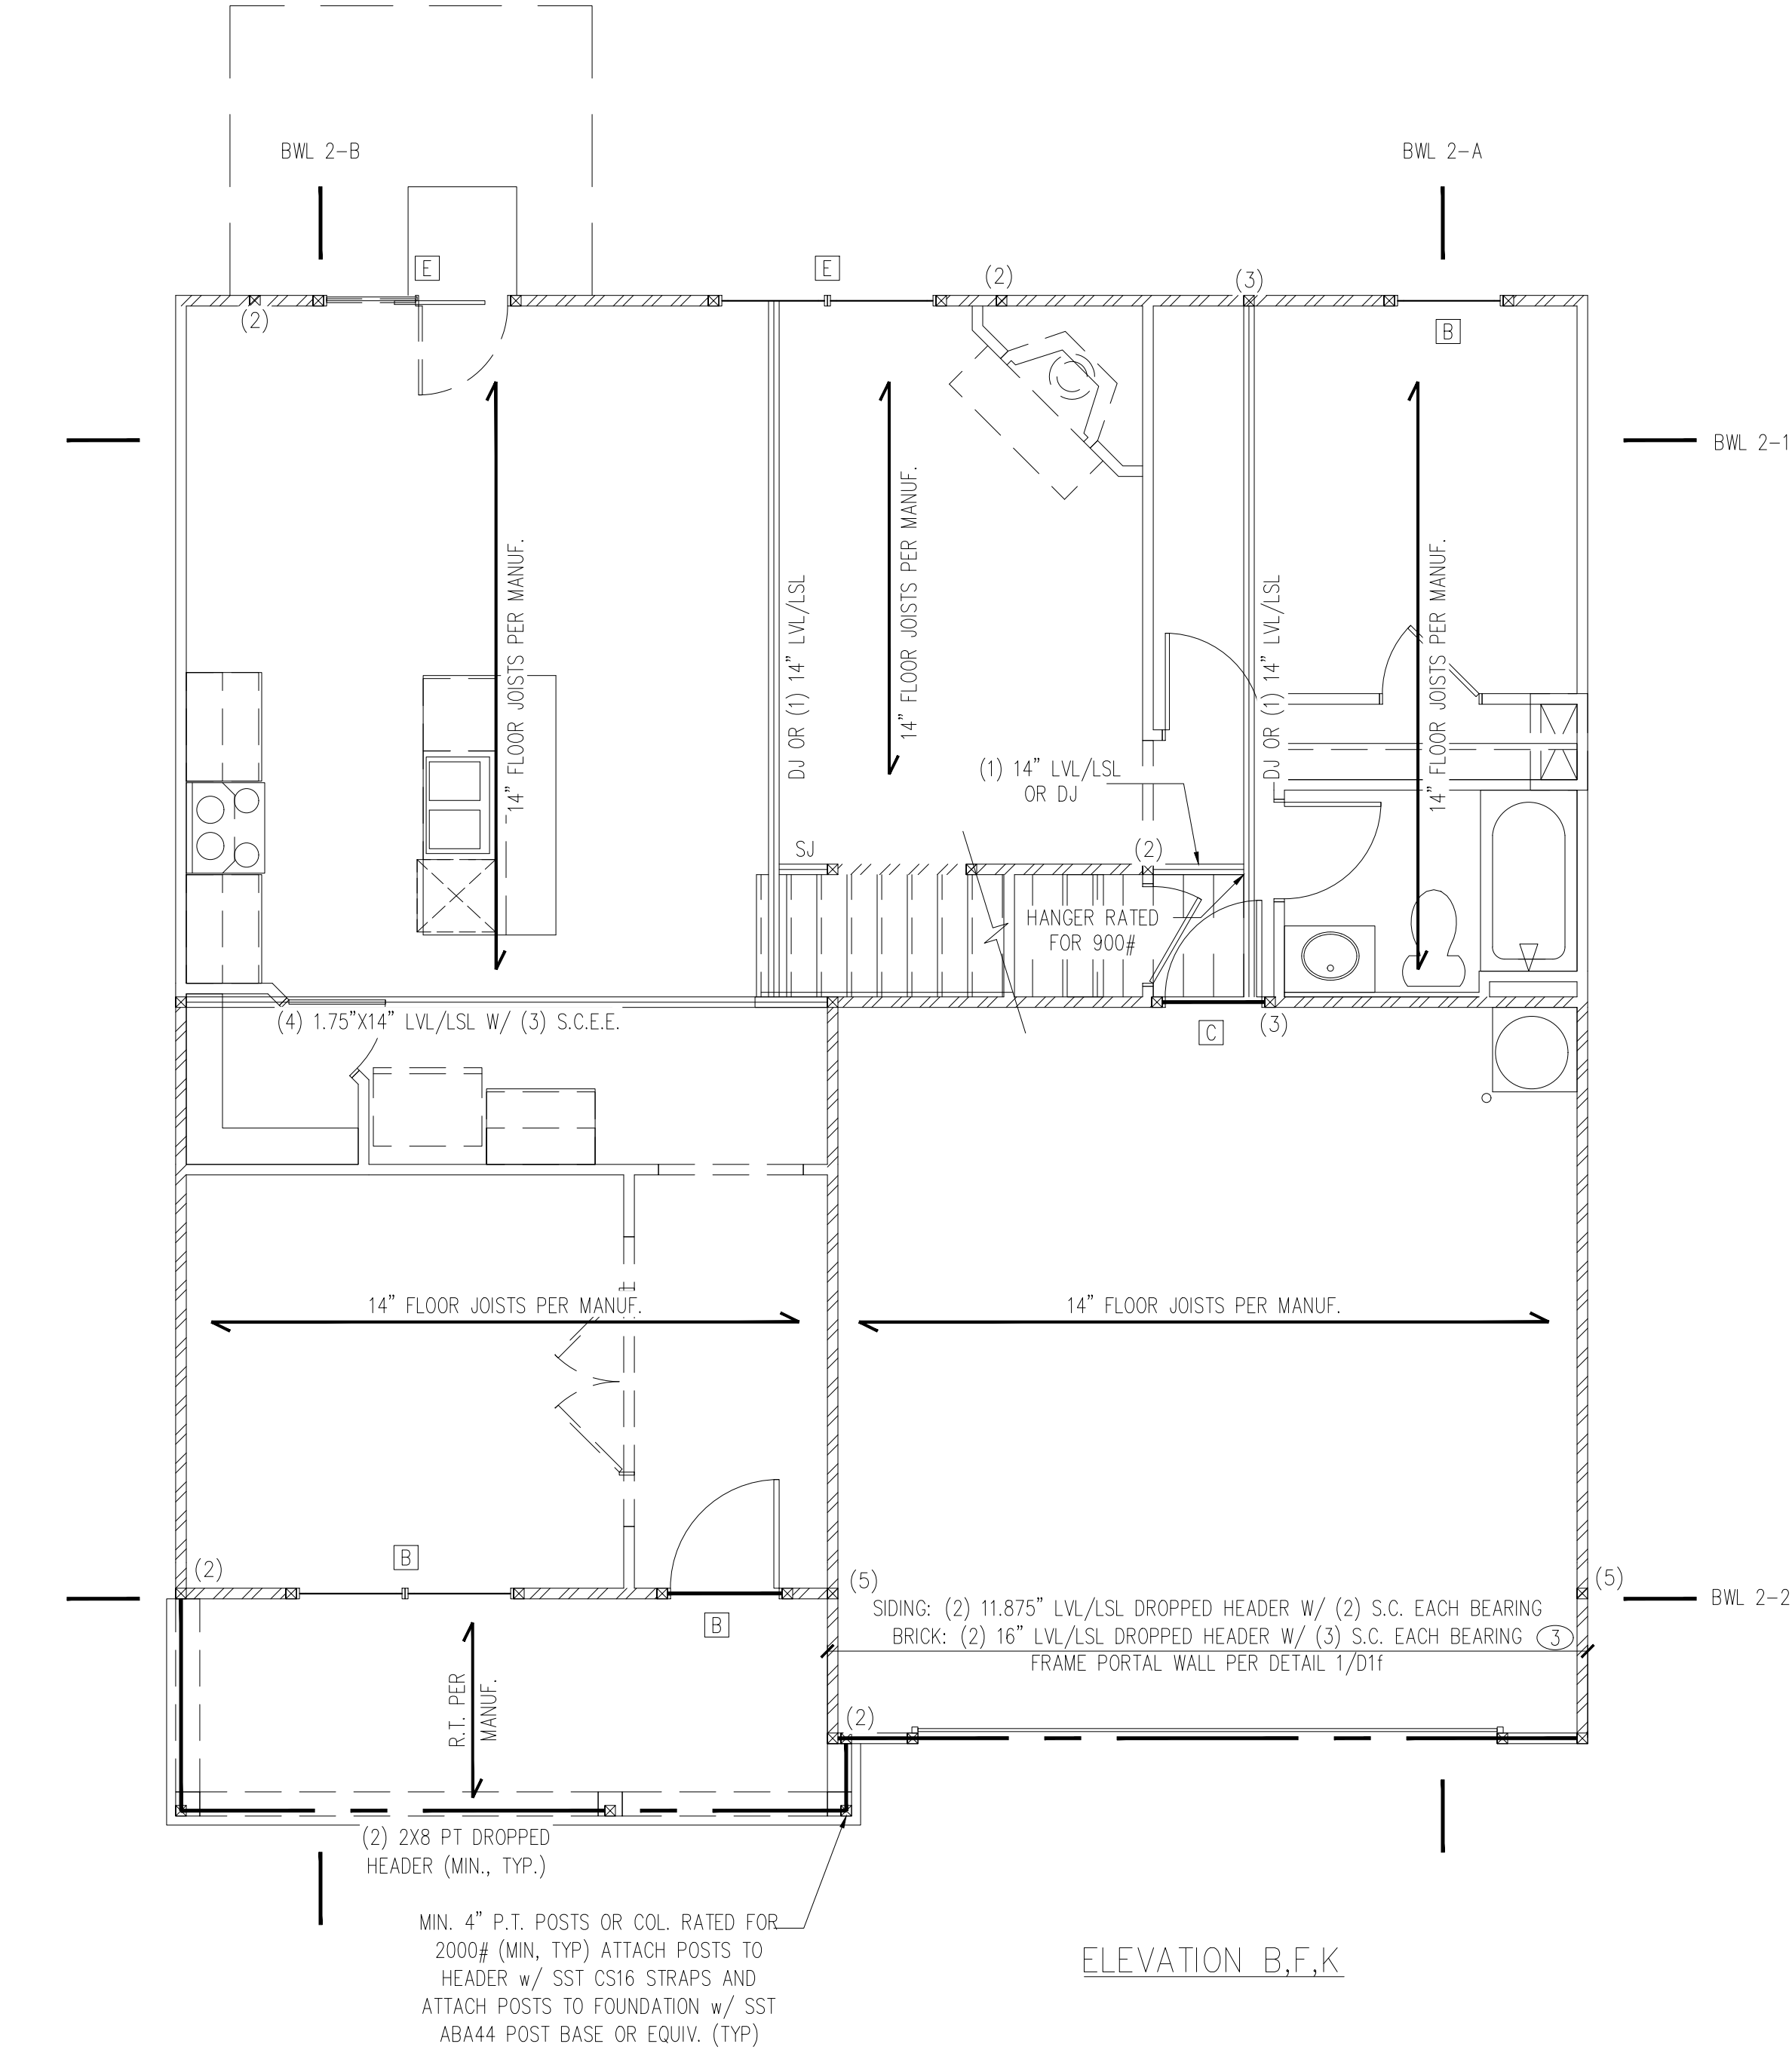 BWL 2-B
BWL 2-A
E
E
(2)
(3)
(2)
B
BWL 2-1
14" FLOOR JOISTS PER MANUF.
DJ OR (1) 14" LVL/LSL
14" FLOOR JOISTS PER MANUF.
DJ OR (1) 14" LVL/LSL
14" FLOOR JOISTS PER MANUF.
(1) 14" LVL/LSL
OR DJ
SJ
(2)
HANGER RATED
FOR 900#
(4) 1.75"X14" LVL/LSL W/ (3) S.C.E.E.
C
(3)
14" FLOOR JOISTS PER MANUF.
14" FLOOR JOISTS PER MANUF.
(2)
B
(5)
(5)
B
BWL 2-2
SIDING: (2) 11.875" LVL/LSL DROPPED HEADER W/ (2) S.C. EACH BEARING
BRICK: (2) 16" LVL/LSL DROPPED HEADER W/ (3) S.C. EACH BEARING 3
FRAME PORTAL WALL PER DETAIL 1/D1f
R.T. PER
MANUF.
(2)
(2) 2X8 PT DROPPED
HEADER (MIN., TYP.)
MIN. 4" P.T. POSTS OR COL. RATED FOR
2000# (MIN, TYP) ATTACH POSTS TO
HEADER w/ SST CS16 STRAPS AND
ATTACH POSTS TO FOUNDATION w/ SST
ABA44 POST BASE OR EQUIV. (TYP)
ELEVATION B,F,K